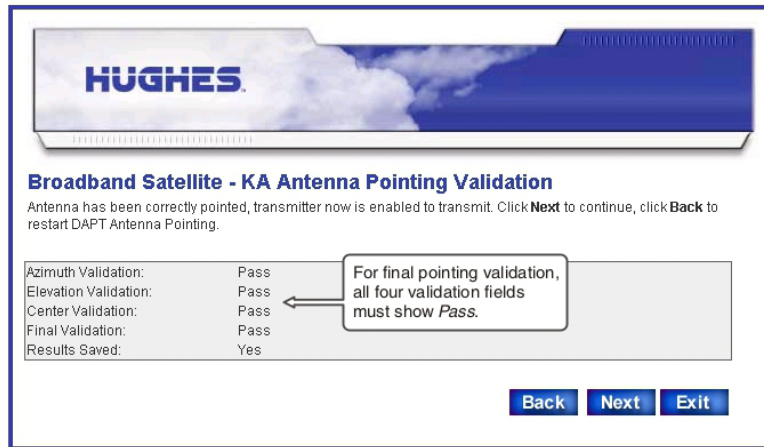 HUGHES.
Broadband Satellite - KA Antenna Pointing Validation
Antenna has been correctly pointed, transmitter now is enabled to transmit. Click Next to continue, click Back to
restart DAPT Antenna Pointing.
Azimuth Validation: Pass
Elevation Validation: Pass
Center Validation: Pass
Final Validation: Pass
Results Saved: Yes
For final pointing validation,
all four validation fields
must show Pass.
Back Next Exit